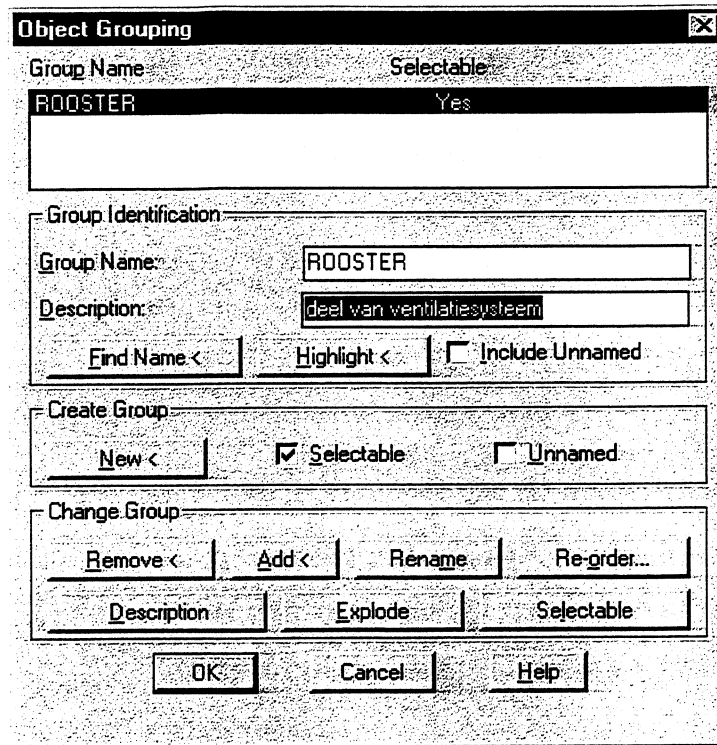 Object Grouping
Group Name Selectable
ROOSTER Yes
Group Identification
Group Name: ROOSTER
Description: deel van ventilatiesysteem
Find Name < Highlight < Include Unnamed
Create Group
New < Selectable Unnamed
Change Group
Remove < Add < Rename Re-order...
Description Explode Selectable
OK Cancel Help